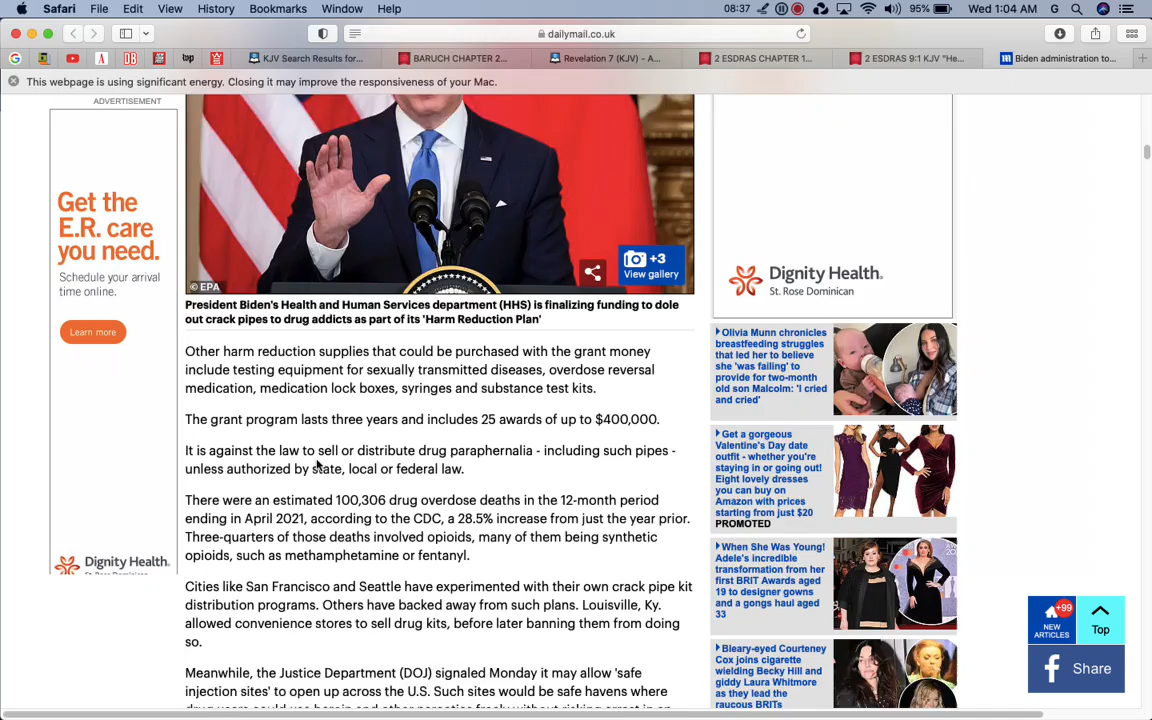 Safari File Edit View History Bookmarks Window Help 08:37 95% Wed 1:04 AM G
dailymail.co.uk
KJV Search Results for... BARUCH CHAPTER 2... Revelation 7 (KJV) - A... 2 ESDRAS CHAPTER 1... 2 ESDRAS 9:1 KJV "He... Biden administration to...
This webpage is using significant energy. Closing it may improve the responsiveness of your Mac.
ADVERTISEMENT
Get the
E.R. care
you need.
Schedule your arrival
time online.
Learn more
Dignity Health.
© EPA
+3
View gallery
President Biden's Health and Human Services department (HHS) is finalizing funding to dole
out crack pipes to drug addicts as part of its 'Harm Reduction Plan'
Other harm reduction supplies that could be purchased with the grant money
include testing equipment for sexually transmitted diseases, overdose reversal
medication, medication lock boxes, syringes and substance test kits.
The grant program lasts three years and includes 25 awards of up to $400,000.
It is against the law to sell or distribute drug paraphernalia - including such pipes -
unless authorized by state, local or federal law.
There were an estimated 100,306 drug overdose deaths in the 12-month period
ending in April 2021, according to the CDC, a 28.5% increase from just the year prior.
Three-quarters of those deaths involved opioids, many of them being synthetic
opioids, such as methamphetamine or fentanyl.
Cities like San Francisco and Seattle have experimented with their own crack pipe kit
distribution programs. Others have backed away from such plans. Louisville, Ky.
allowed convenience stores to sell drug kits, before later banning them from doing
so.
Meanwhile, the Justice Department (DOJ) signaled Monday it may allow 'safe
injection sites' to open up across the U.S. Such sites would be safe havens where
Dignity Health.
St. Rose Dominican
Olivia Munn chronicles
breastfeeding struggles
that led her to believe
she 'was failing' to
provide for two-month
old son Malcolm: 'I cried
and cried'
Get a gorgeous
Valentine's Day date
outfit - whether you're
staying in or going out!
Eight lovely dresses
you can buy on
Amazon with prices
starting from just $20
PROMOTED
When She Was Young!
Adele's incredible
transformation from her
first BRIT Awards aged
19 to designer gowns
and a gongs haul aged
33
Bleary-eyed Courteney
Cox joins cigarette
wielding Becky Hill and
giddy Laura Whitmore
as they lead the
raucous BRITs
+99
NEW
ARTICLES
Top
Share